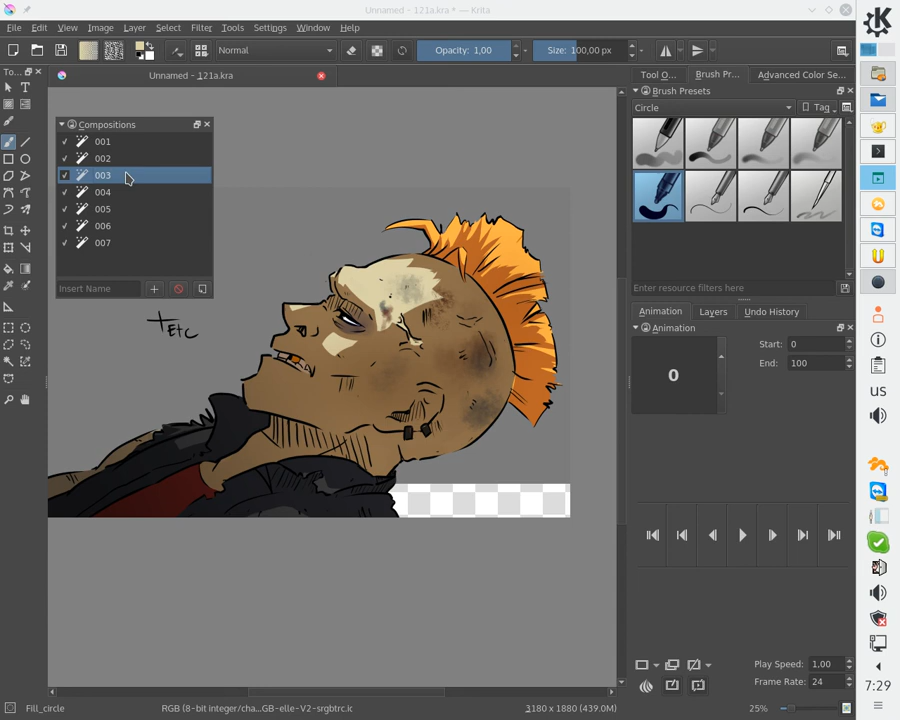 Unnamed - 121a.kra * — Krita
File Edit View Image Layer Select Filter Tools Settings Window Help
Normal
Opacity: 1,00
Size: 100,00 px
To...
Unnamed - 121a.kra
Tool O...
Brush Pr...
Advanced Color Se...
Compositions
001
002
003
004
005
006
007
Insert Name
+ETC
Brush Presets
Circle
Tag
Enter resource filters here
Animation
Layers
Undo History
Animation
0
Start: 0
End: 100
Play Speed: 1,00
Frame Rate: 24
Fill_circle
RGB (8-bit integer/cha...GB-elle-V2-srgbtrc.ic
3180 x 1880 (439.0M)
25%
us
7:29